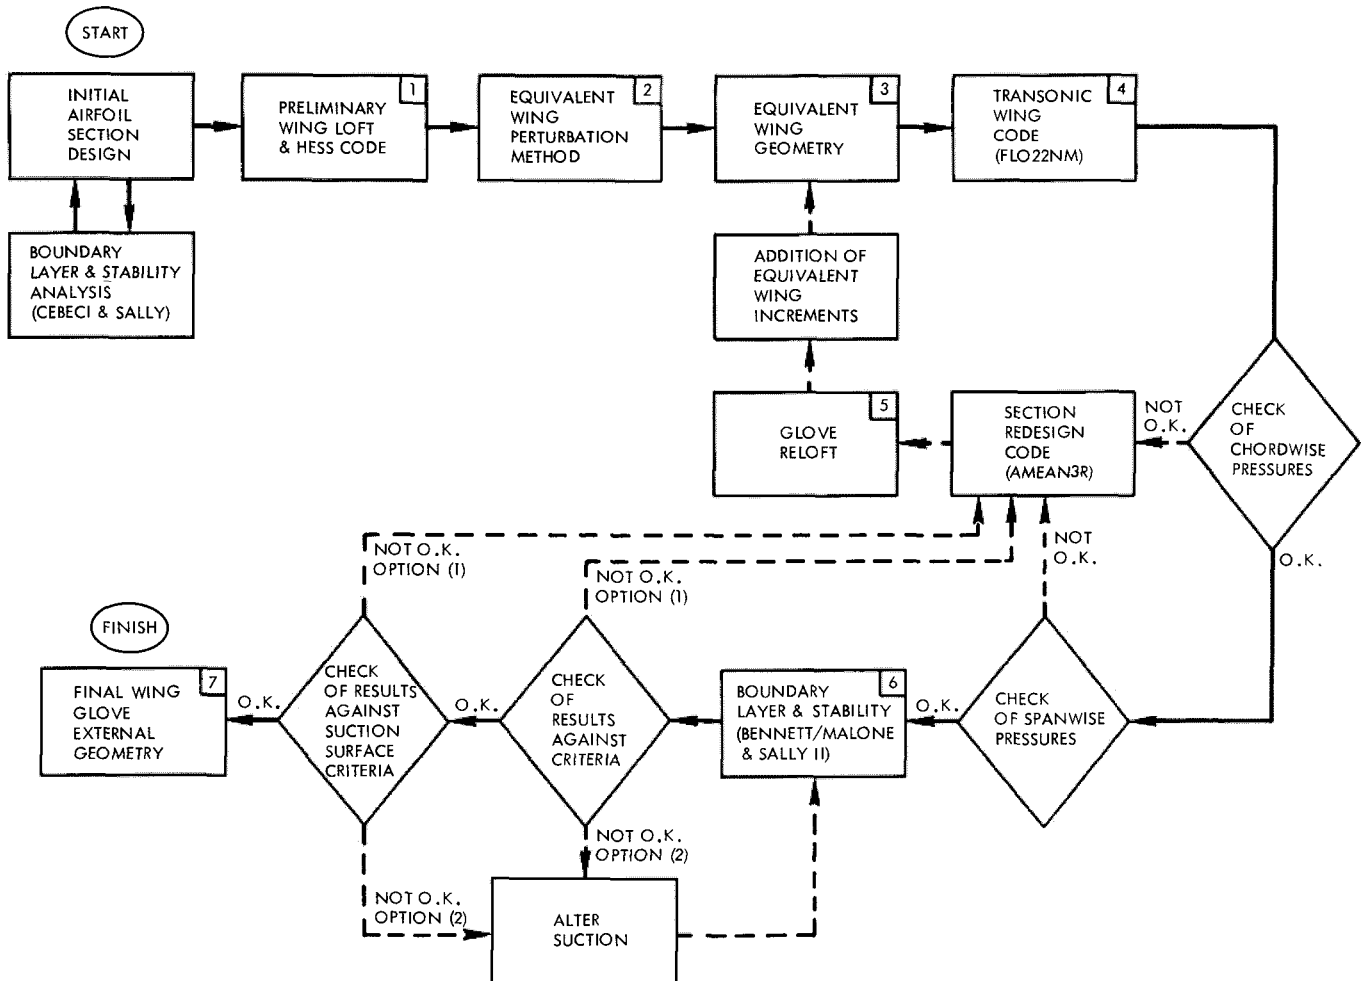 START
INITIAL
AIRFOIL
SECTION
DESIGN
1
PRELIMINARY
WING LOFT
& HESS CODE
2
EQUIVALENT
WING
PERTURBATION
METHOD
3
EQUIVALENT
WING
GEOMETRY
4
TRANSONIC
WING
CODE
(FLO22NM)
BOUNDARY
LAYER & STABILITY
ANALYSIS
(CEBECI & SALLY)
ADDITION OF
EQUIVALENT
WING
INCREMENTS
5
GLOVE
RELOFT
SECTION
REDESIGN
CODE
(AMEAN3R)
NOT
O.K.
CHECK
OF
CHORDWISE
PRESSURES
NOT O.K.
OPTION (1)
NOT O.K.
OPTION (1)
NOT
O.K.
O.K.
FINISH
7
FINAL WING
GLOVE
EXTERNAL
GEOMETRY
O.K.
CHECK
OF RESULTS
AGAINST
SUCTION
SURFACE
CRITERIA
O.K.
CHECK
OF
RESULTS
AGAINST
CRITERIA
6
BOUNDARY
LAYER & STABILITY
(BENNETT/MALONE
& SALLY II)
O.K.
CHECK
OF SPANWISE
PRESSURES
NOT O.K.
OPTION (2)
NOT O.K.
OPTION (2)
ALTER
SUCTION